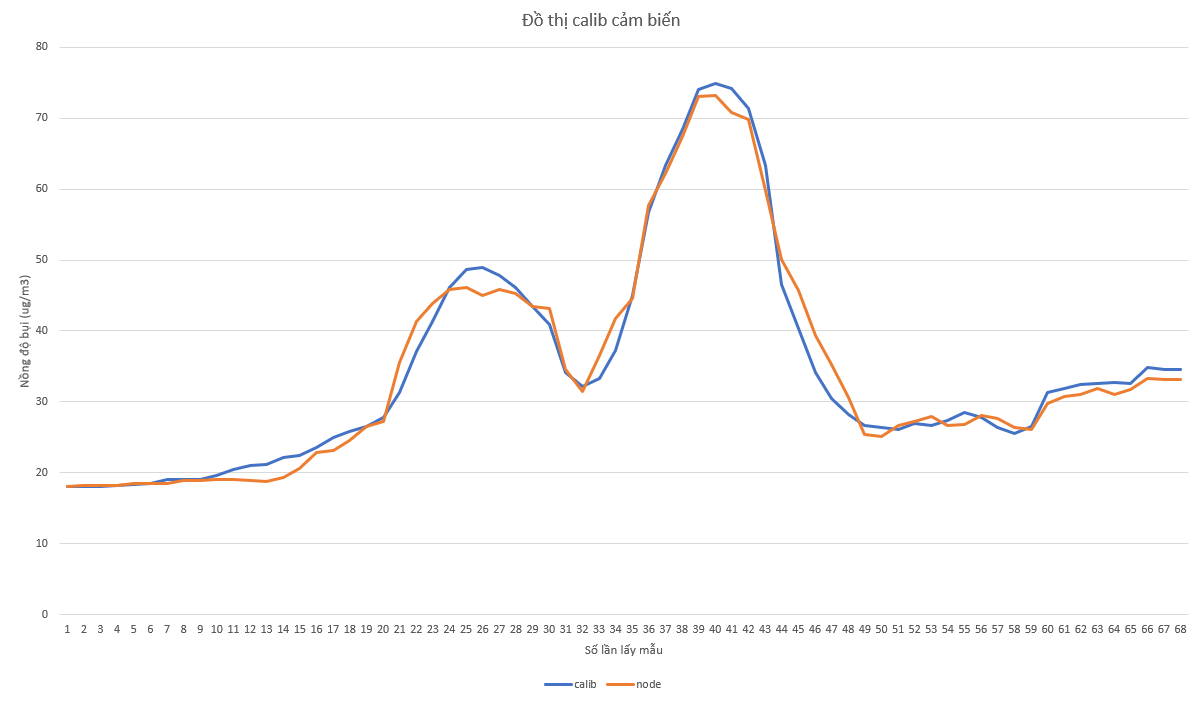 Đồ thị calib cảm biến
80
70
60
50
40
30
20
10
0
Nồng độ bụi (ug/m3)
1 2 3 4 5 6 7 8 9 10 11 12 13 14 15 16 17 18 19 20 21 22 23 24 25 26 27 28 29 30 31 32 33 34 35 36 37 38 39 40 41 42 43 44 45 46 47 48 49 50 51 52 53 54 55 56 57 58 59 60 61 62 63 64 65 66 67 68
Số lần lấy mẫu
calib node